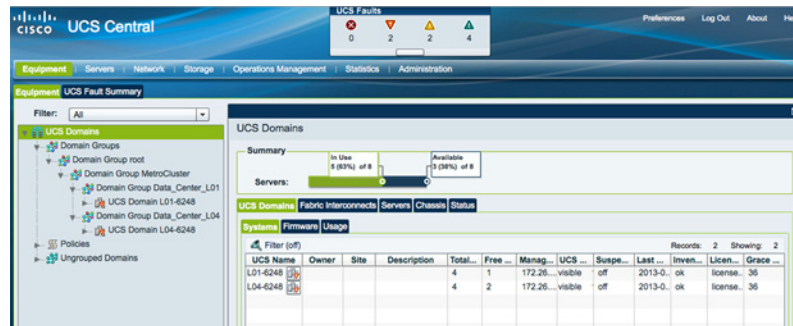 UCS Faults
CISCO UCS Central
Preferences Log Out About He
0 2 2 4
Equipment Servers Network Storage Operations Management Statistics Administration
Equipment UCS Fault Summary
Filter: All
UCS Domains
Domain Groups
Domain Group root
Domain Group MetroCluster
Domain Group Data_Center_L01
UCS Domain L01-6248
Domain Group Data_Center_L04
UCS Domain L04-6248
Policies
Ungrouped Domains
UCS Domains
Summary
In Use Available
5 (63%) of 8 3 (38%) of 8
Servers:
UCS Domains Fabric Interconnects Servers Chassis Status
Systems Firmware Usage
Filter (off) Records: 2 Showing: 2
UCS Name Owner Site Description Total... Free ... Manag... UCS ... Suspe... Last ... Inven... Licen... Grace ...
L01-6248 4 1 172.26.... visible off 2013-0.. ok license.. 36
L04-6248 4 2 172.26.... visible off 2013-0.. ok license.. 36